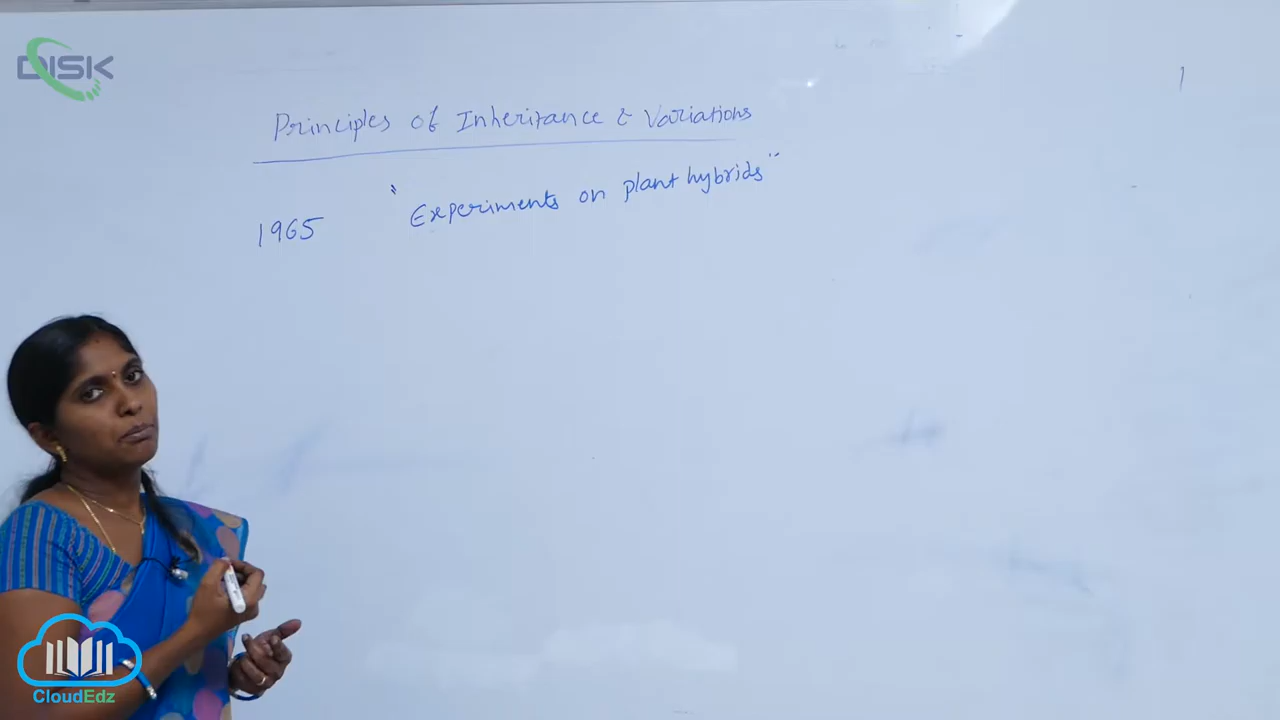 DISK
Principles of Inheritance & Variations
"Experiments on plant hybrids"
1965
CloudEdz